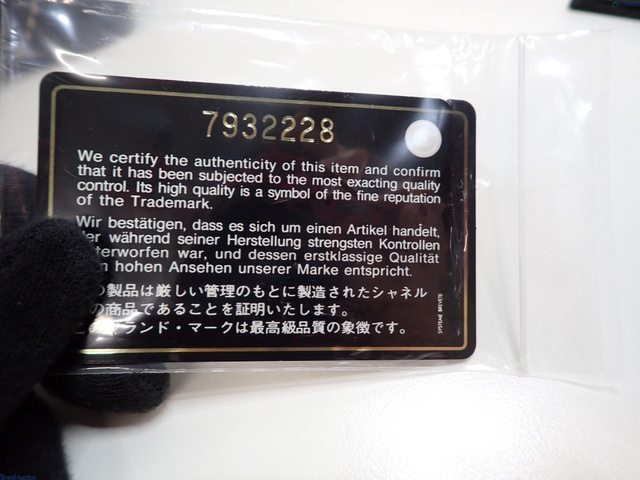 7932228
We certify the authenticity of this item and confirm
that it has been subjected to the most exacting quality
control. Its high quality is a symbol of the fine reputation
of the Trademark.
Wir bestätigen, dass es sich um einen Artikel handelt,
er während seiner Herstellung strengsten Kontrollen
terworfen war, und dessen erstklassige Qualität
n hohen Ansehen unserer Marke entspricht.
の製品は厳しい管理のもとに製造されたシャネル
の商品であることを証明いたします。
ランド・マークは最高級品質の象徴です。
SYSTEME BREVETE